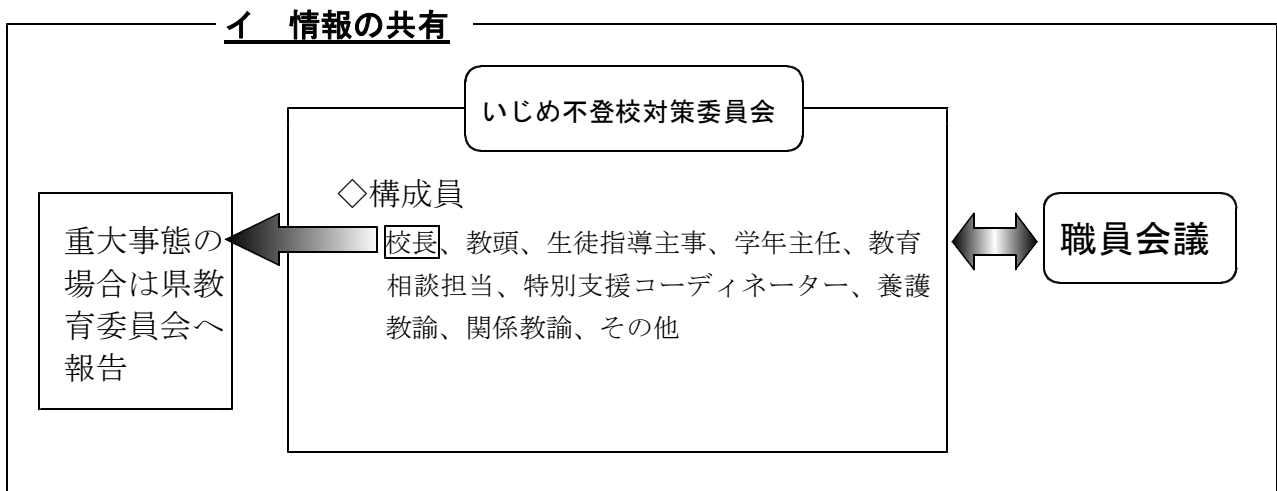 イ　情報の共有
いじめ不登校対策委員会
◇構成員
校長、教頭、生徒指導主事、学年主任、教育
相談担当、特別支援コーディネーター、養護
教諭、関係教諭、その他
重大事態の
場合は県教
育委員会へ
報告
職員会議